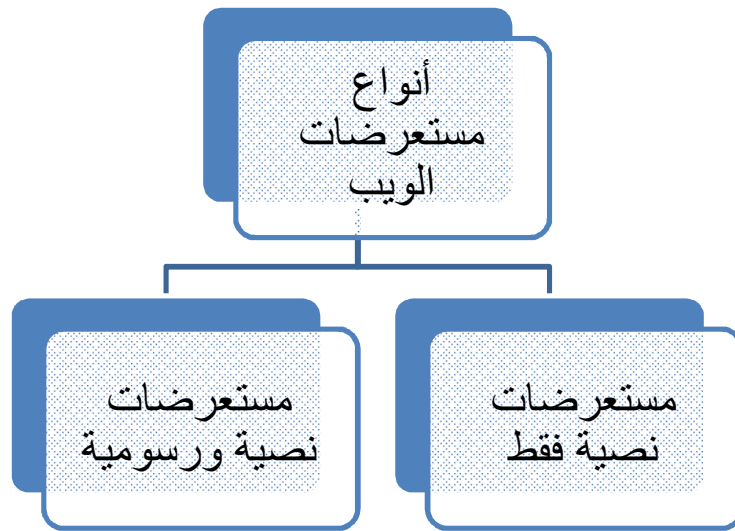 أنواع
مستعرضات
الويب
مستعرضات
نصية فقط
مستعرضات
نصية ورسومية